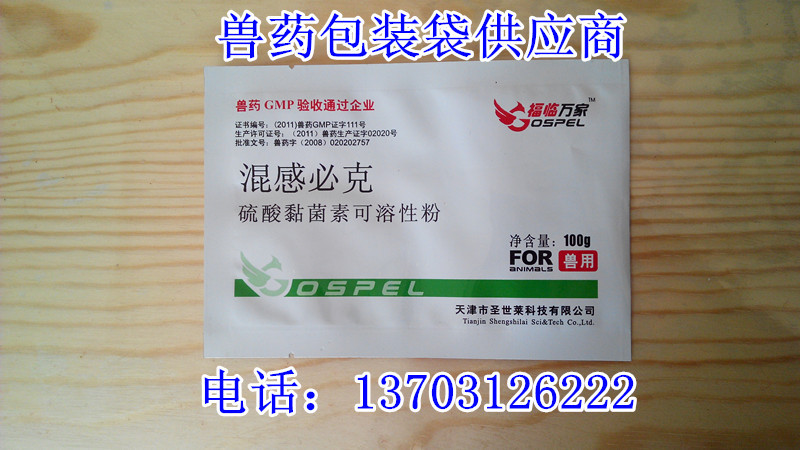 兽药包装袋供应商
兽药 GMP 验收通过企业
证书编号：(2011)兽药GMP证字111号
生产许可证号：（2011）兽药生产证字02020号
批准文号：兽药字（2008）020202757
福临万家™
GOSPEL
混感必克
硫酸黏菌素可溶性粉
净含量：100g
FOR
ANIMALS
兽用
GOSPEL
天津市圣世莱科技有限公司
Tianjin Shengshilai Sci&Tech Co.,Ltd.
电话：13703126222